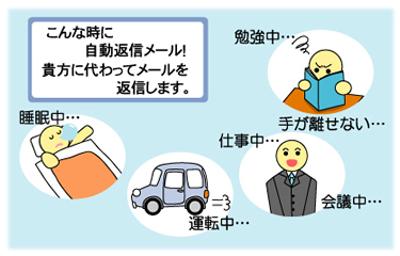 こんな時に
自動返信メール!
貴方に代わってメールを
返信します。
勉強中…
手が離せない…
睡眠中…
仕事中…
会議中…
運転中…